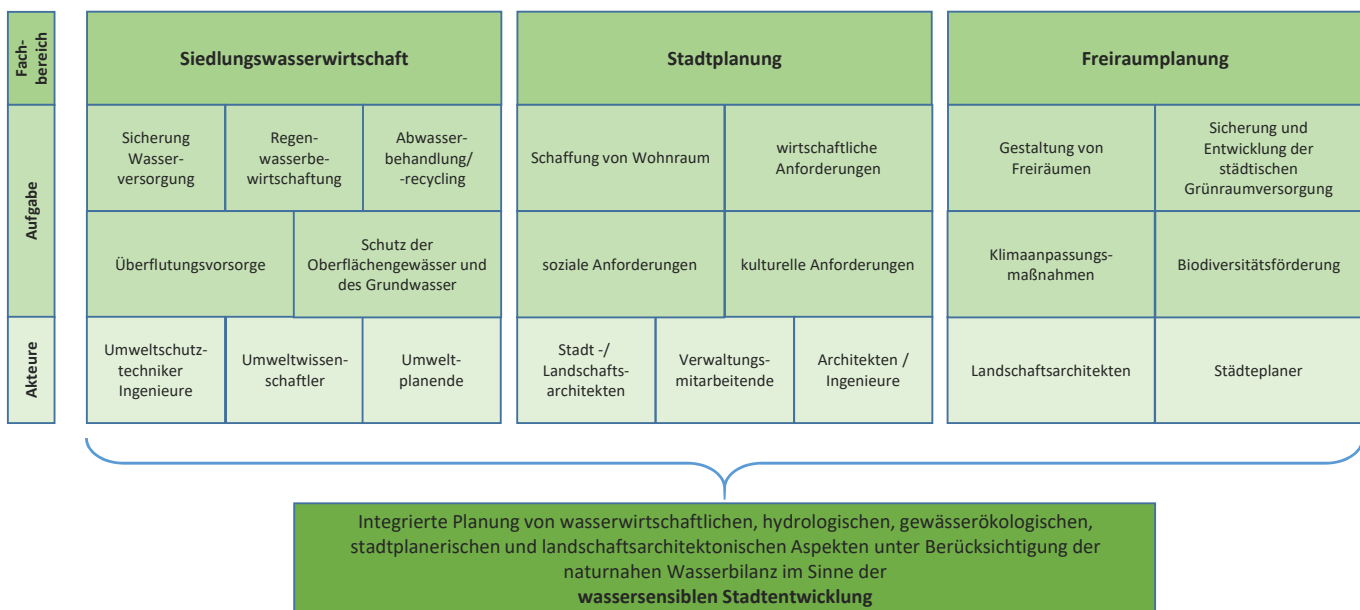 Fach-
bereich
Siedlungswasserwirtschaft
Stadtplanung
Freiraumplanung
Aufgabe
Sicherung
Wasser-
versorgung
Regen-
wasserbe-
wirtschaftung
Abwasser-
behandlung/
-recycling
Schaffung von Wohnraum
wirtschaftliche
Anforderungen
Gestaltung von
Freiräumen
Sicherung und
Entwicklung der
städtischen
Grünraumversorgung
Überflutungsvorsorge
Schutz der
Oberflächengewässer und
des Grundwasser
soziale Anforderungen
kulturelle Anforderungen
Klimaanpassungs-
maßnahmen
Biodiversitätsförderung
Akteure
Umweltschutz-
techniker
Ingenieure
Umweltwissen-
schaftler
Umwelt-
planende
Stadt -/
Landschafts-
architekten
Verwaltungs-
mitarbeitende
Architekten /
Ingenieure
Landschaftsarchitekten
Städteplaner
Integrierte Planung von wasserwirtschaftlichen, hydrologischen, gewässerökologischen,
stadtplanerischen und landschaftsarchitektonischen Aspekten unter Berücksichtigung der
naturnahen Wasserbilanz im Sinne der
wassersensiblen Stadtentwicklung